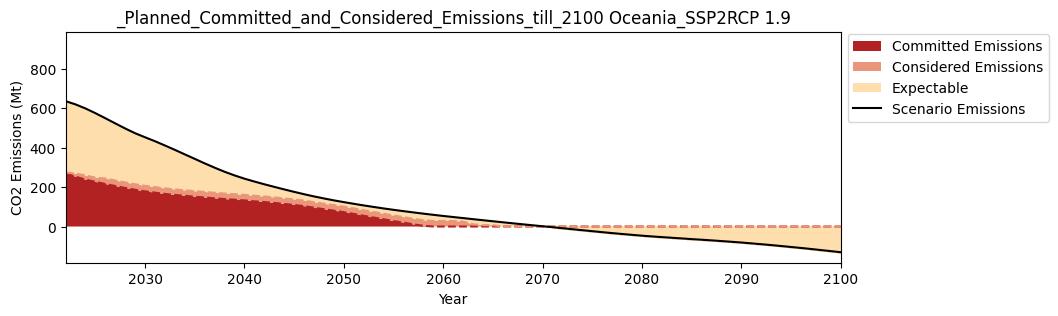 _Planned_Committed_and_Considered_Emissions_till_2100 Oceania_SSP2RCP 1.9
Committed Emissions
Considered Emissions
Expectable
Scenario Emissions
CO2 Emissions (Mt)
800
600
400
200
0
2030 2040 2050 2060 2070 2080 2090 2100
Year